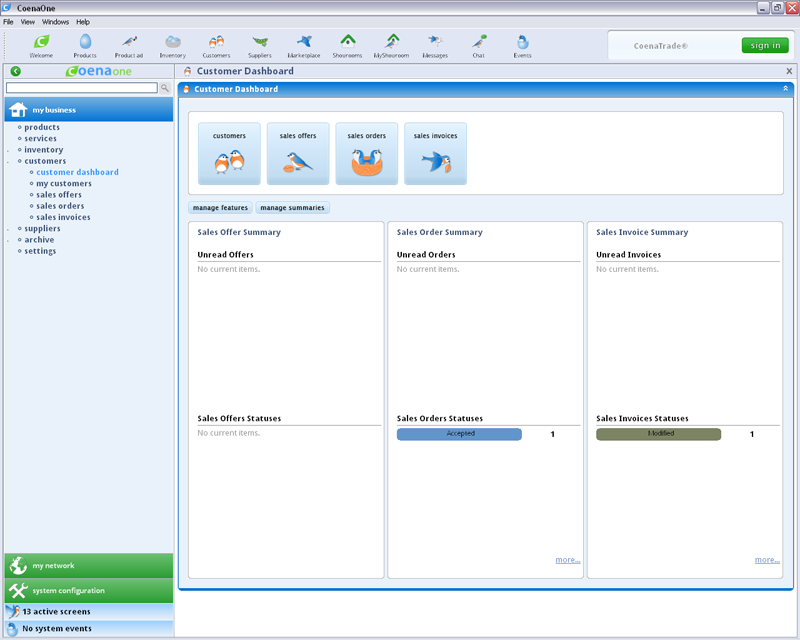 CoenaOne
File View Windows Help
Welcome Products Product ad Inventory Customers Suppliers Marketplace Showrooms MyShowroom Messages Chat Events
CoenaTrade®
sign in
Coenaone
Customer Dashboard
my business
products
services
inventory
customers
customer dashboard
my customers
sales offers
sales orders
sales invoices
suppliers
archive
settings
my network
system configuration
13 active screens
No system events
Customer Dashboard
customers sales offers sales orders sales invoices
manage features manage summaries
Sales Offer Summary
Unread Offers
No current items.
Sales Offers Statuses
No current items.
Sales Order Summary
Unread Orders
No current items.
Sales Orders Statuses
Accepted 1
more...
Sales Invoice Summary
Unread Invoices
No current items.
Sales Invoices Statuses
Modified 1
more...